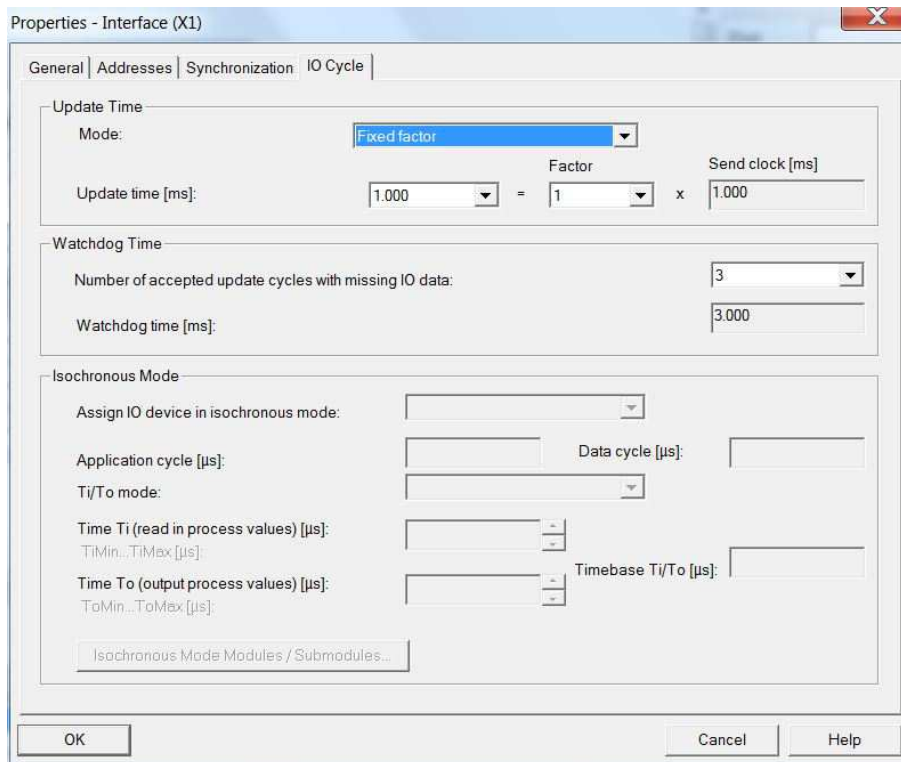 Properties - Interface (X1)
General Addresses Synchronization IO Cycle
Update Time
Mode: Fixed factor
Factor Send clock [ms]
Update time [ms]: 1.000 = 1 x 1.000
Watchdog Time
Number of accepted update cycles with missing IO data: 3
Watchdog time [ms]: 3.000
Isochronous Mode
Assign IO device in isochronous mode:
Application cycle [µs]: Data cycle [µs]:
Ti/To mode:
Time Ti (read in process values) [µs]:
TiMin...TiMax [µs]:
Timebase Ti/To [µs]:
Time To (output process values) [µs]:
ToMin...ToMax [µs]:
Isochronous Mode Modules / Submodules...
OK Cancel Help